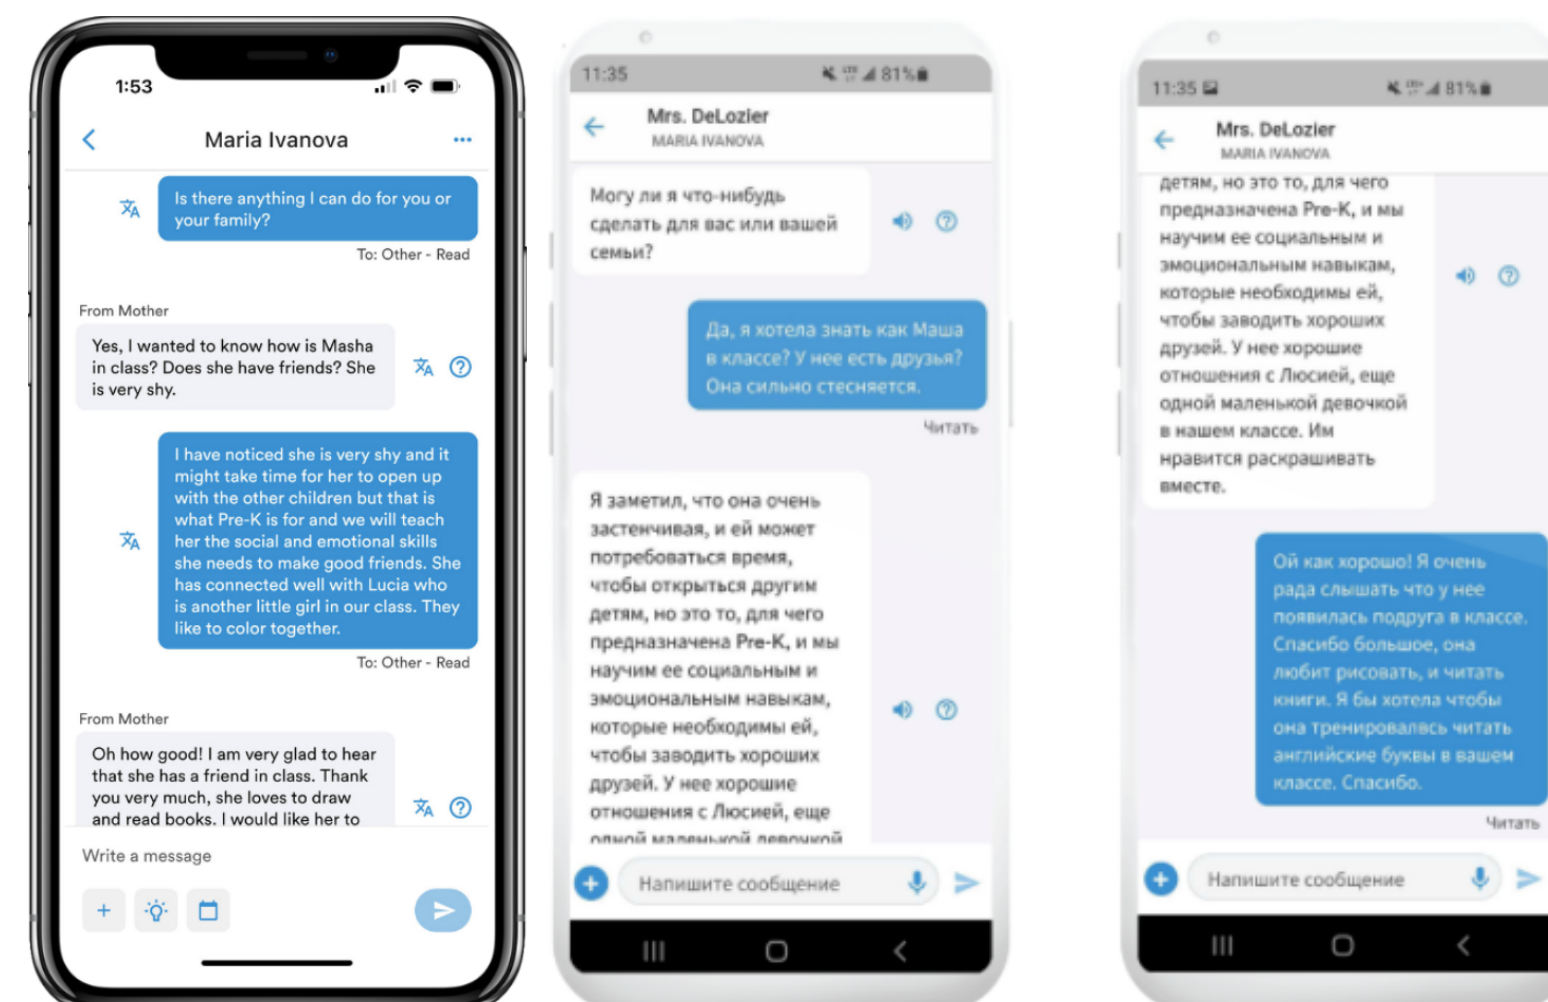 1:53
Maria Ivanova
Is there anything I can do for you or
your family?
To: Other - Read
From Mother
Yes, I wanted to know how is Masha
in class? Does she have friends? She
is very shy.
I have noticed she is very shy and it
might take time for her to open up
with the other children but that is
what Pre-K is for and we will teach
her the social and emotional skills
she needs to make good friends. She
has connected well with Lucia who
is another little girl in our class. They
like to color together.
To: Other - Read
From Mother
Oh how good! I am very glad to hear
that she has a friend in class. Thank
you very much, she loves to draw
and read books. I would like her to
Write a message
11:35
81%
Mrs. DeLozier
MARIA IVANOVA
Могу ли я что-нибудь
сделать для вас или вашей
семьи?
Да, я хотела знать как Маша
в классе? У нее есть друзья?
Она сильно стесняется.
Читать
Я заметил, что она очень
застенчивая, и ей может
потребоваться время,
чтобы открыться другим
детям, но это то, для чего
предназначена Pre-K, и мы
научим ее социальным и
эмоциональным навыкам,
которые необходимы ей,
чтобы заводить хороших
друзей. У нее хорошие
отношения с Люсией, еще
одной маленькой девочкой
Напишите сообщение
11:35
81%
Mrs. DeLozier
MARIA IVANOVA
детям, но это то, для чего
предназначена Pre-K, и мы
научим ее социальным и
эмоциональным навыкам,
которые необходимы ей,
чтобы заводить хороших
друзей. У нее хорошие
отношения с Люсией, еще
одной маленькой девочкой
в нашем классе. Им
нравится раскрашивать
вместе.
Ой как хорошо! Я очень
рада слышать что у нее
появилась подруга в классе.
Спасибо большое, она
любит рисовать, и читать
книги. Я бы хотела чтобы
она тренировалвсь читать
английские буквы в вашем
классе. Спасибо.
Читать
Напишите сообщение